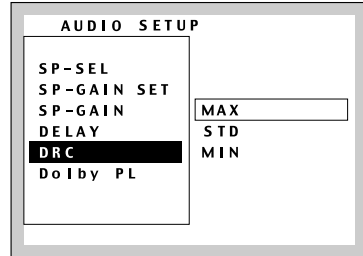 AUDIO SETUP
SP-SEL
SP-GAIN SET
SP-GAIN
DELAY
DRC
Dolby PL
MAX
STD
MIN